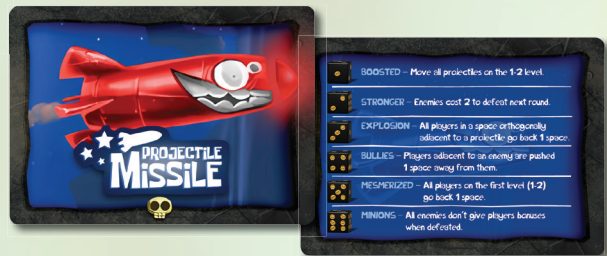 PROJECTILE
MISSILE
BOOSTED – Move all projectiles on the 1-2 level.
STRONGER – Enemies cost 2 to defeat next round.
EXPLOSION – All players in a space orthogonally
adjacent to a projectile go back 1 space.
BULLIES – Players adjacent to an enemy are pushed
1 space away from them.
MESMERIZED – All players on the first level (1-2)
go back 1 space.
MINIONS – All enemies don't give players bonuses
when defeated.